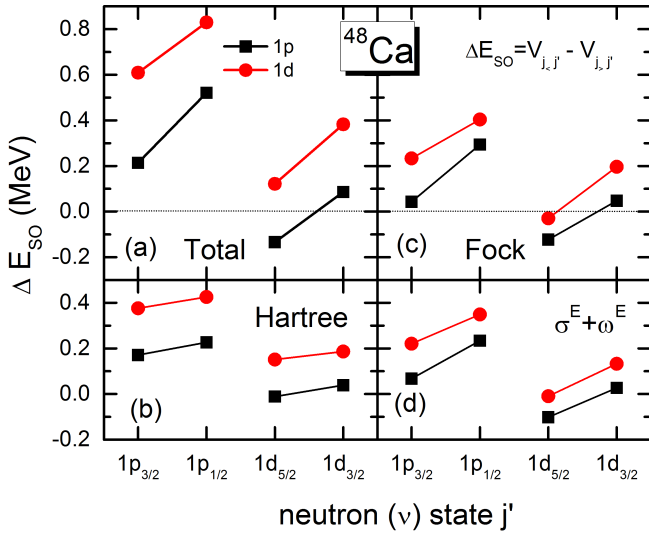 ⁴⁸Ca
ΔE_SO=V_j<j' - V_j>j'
1p
1d
0.8
0.6
0.4
0.2
0.0
-0.2
(a) Total
(c) Fock
Δ E_SO (MeV)
0.4
0.2
0.0
-0.2
Hartree
(b)
σ^E+ω^E
(d)
1p_3/2 1p_1/2 1d_5/2 1d_3/2
1p_3/2 1p_1/2 1d_5/2 1d_3/2
neutron (ν) state j'